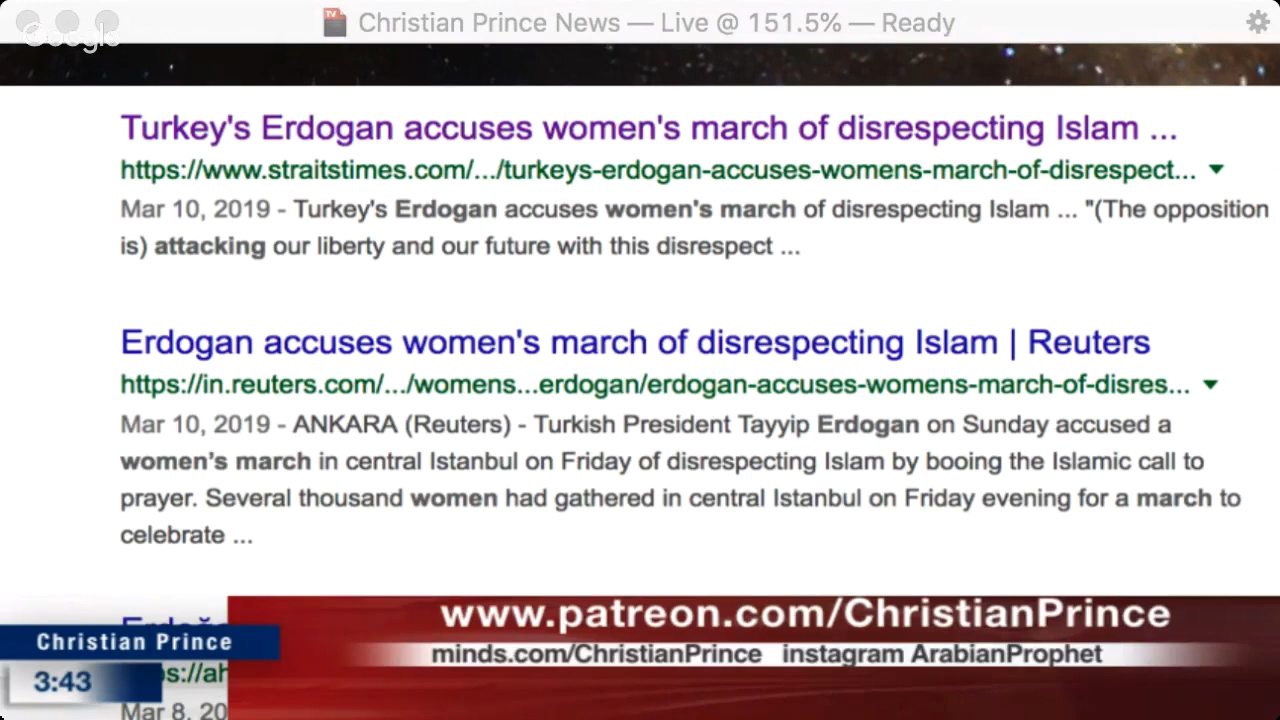 Christian Prince News — Live @ 151.5% — Ready
Google
Turkey's Erdogan accuses women's march of disrespecting Islam ...
https://www.straitstimes.com/.../turkeys-erdogan-accuses-womens-march-of-disrespect...
Mar 10, 2019 - Turkey's Erdogan accuses women's march of disrespecting Islam ... "(The opposition
is) attacking our liberty and our future with this disrespect ...
Erdogan accuses women's march of disrespecting Islam | Reuters
https://in.reuters.com/.../womens...erdogan/erdogan-accuses-womens-march-of-disres...
Mar 10, 2019 - ANKARA (Reuters) - Turkish President Tayyip Erdogan on Sunday accused a
women's march in central Istanbul on Friday of disrespecting Islam by booing the Islamic call to
prayer. Several thousand women had gathered in central Istanbul on Friday evening for a march to
celebrate ...
www.patreon.com/ChristianPrince
Christian Prince
minds.com/ChristianPrince instagram ArabianProphet
3:43
Mar 8, 20